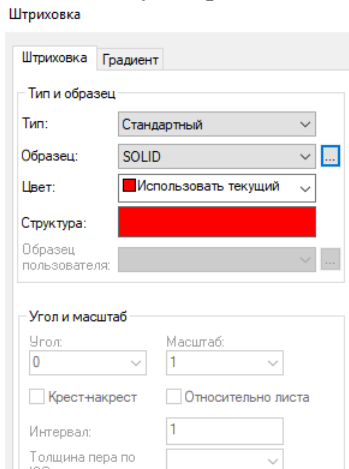 Штриховка
Штриховка Градиент
Тип и образец
Тип: Стандартный
Образец: SOLID ...
Цвет: Использовать текущий
Структура:
Образец
пользователя: ...
Угол и масштаб
Угол: Масштаб:
0 1
Крест-накрест Относительно листа
Интервал: 1
Толщина пера по